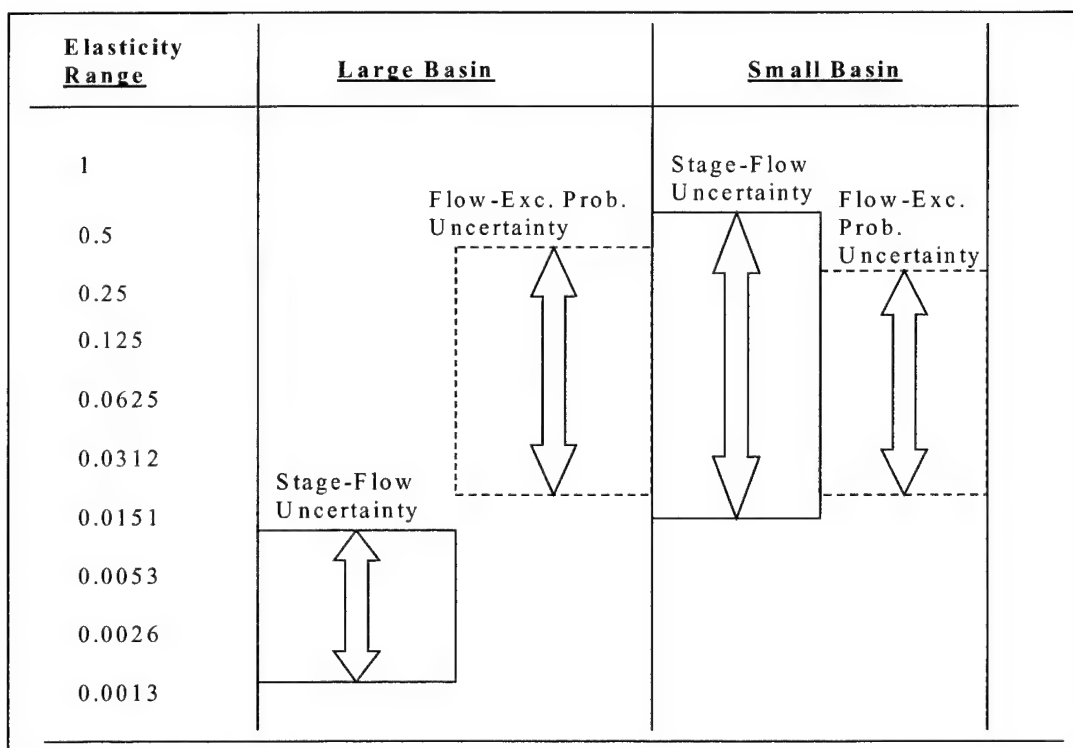 Elasticity
Range
Large Basin
Small Basin
1
0.5
0.25
0.125
0.0625
0.0312
0.0151
0.0053
0.0026
0.0013
Stage-Flow
Uncertainty
Flow-Exc. Prob.
Uncertainty
Stage-Flow
Uncertainty
Flow-Exc.
Prob.
Uncertainty